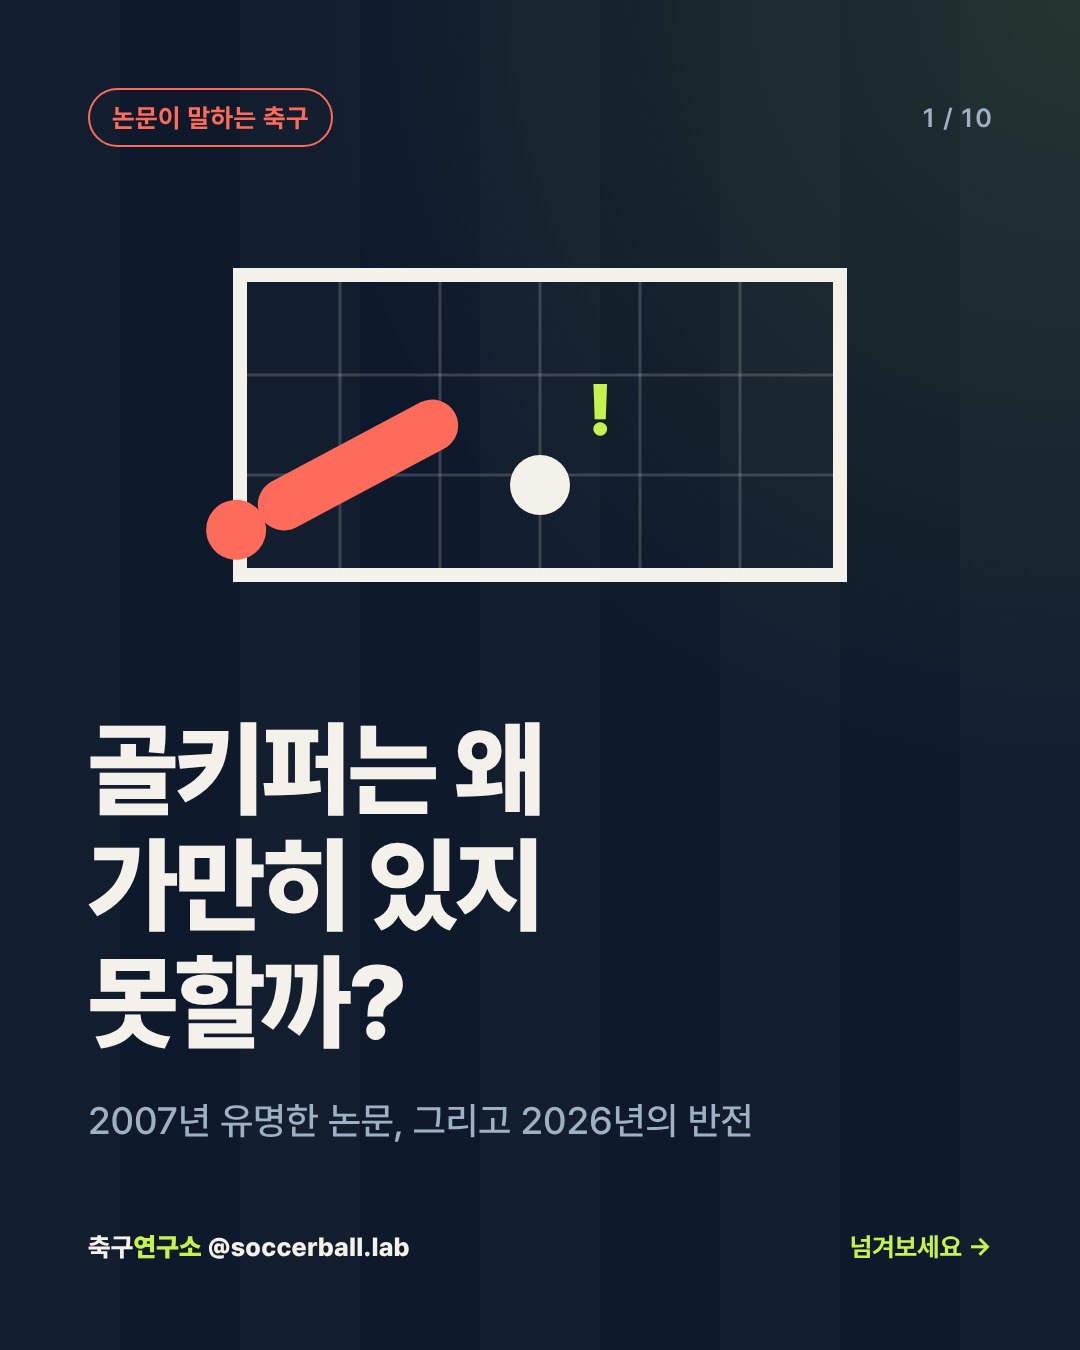 논문이 말하는 축구
1 / 10
!
골키퍼는 왜
가만히 있지
못할까?
2007년 유명한 논문, 그리고 2026년의 반전
축구연구소 @soccerball.lab
넘겨보세요 →